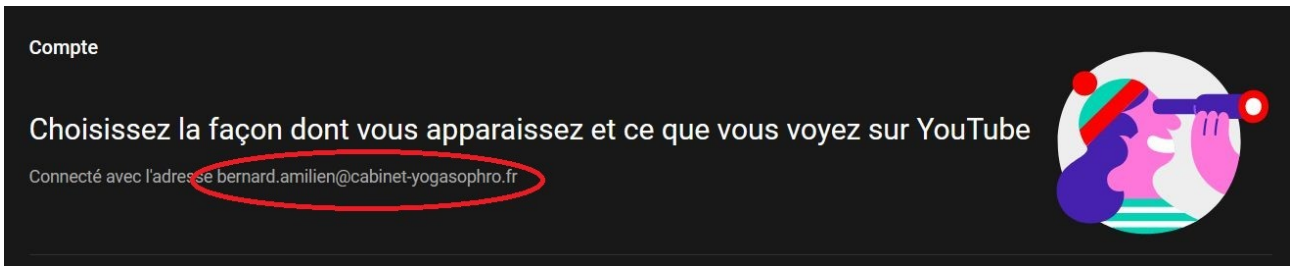 Compte
Choisissez la façon dont vous apparaissez et ce que vous voyez sur YouTube
Connecté avec l'adresse bernard.amilien@cabinet-yogasophro.fr